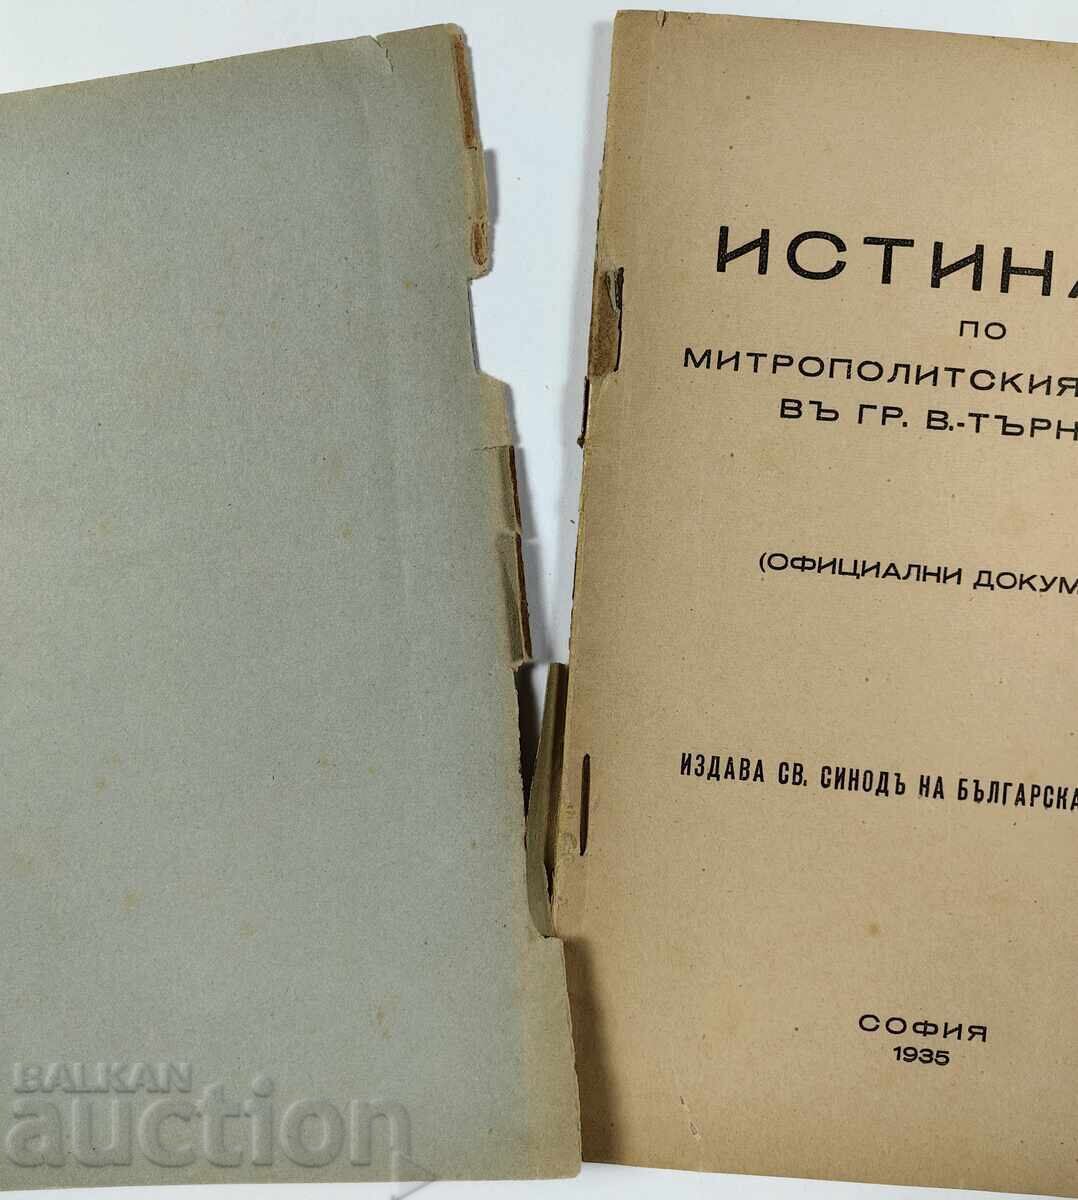 ИСТИНА
ПО
МИТРОПОЛИТСКИЯ
ВЪ ГР. В.-ТЪРН
(ОФИЦИАЛНИ ДОКУМ
ИЗДАВА СВ. СИНОДЪ НА БЪЛГАРСКА
СОФИЯ
1935
BALKAN
auction